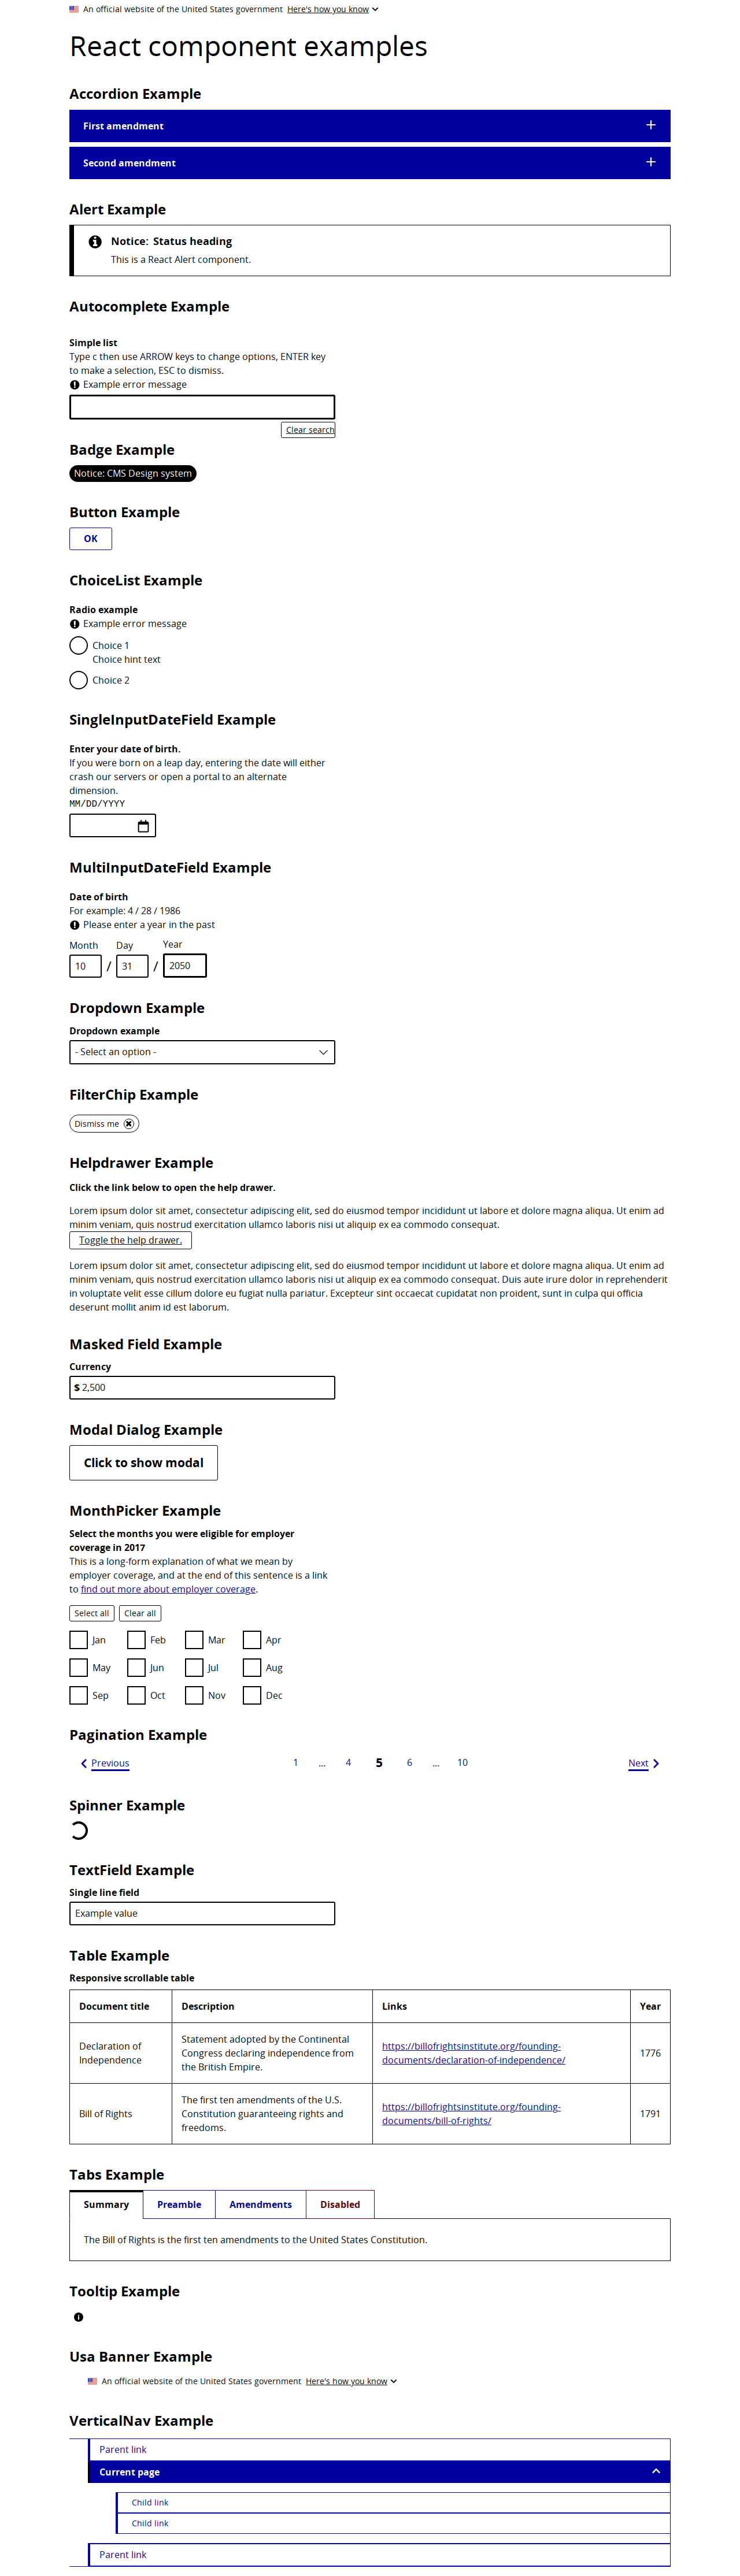 An official website of the United States government Here's how you know
React component examples
Accordion Example
First amendment
Second amendment
Alert Example
Notice: Status heading
This is a React Alert component.
Autocomplete Example
Simple list
Type c then use ARROW keys to change options, ENTER key
to make a selection, ESC to dismiss.
Example error message
Clear search
Badge Example
Notice: CMS Design system
Button Example
OK
ChoiceList Example
Radio example
Example error message
Choice 1
Choice hint text
Choice 2
SingleInputDateField Example
Enter your date of birth.
If you were born on a leap day, entering the date will either
crash our servers or open a portal to an alternate
dimension.
MM/DD/YYYY
MultiInputDateField Example
Date of birth
For example: 4 / 28 / 1986
Please enter a year in the past
Month Day Year
10 / 31 / 2050
Dropdown Example
Dropdown example
- Select an option -
FilterChip Example
Dismiss me
Helpdrawer Example
Click the link below to open the help drawer.
Lorem ipsum dolor sit amet, consectetur adipiscing elit, sed do eiusmod tempor incididunt ut labore et dolore magna aliqua. Ut enim ad
minim veniam, quis nostrud exercitation ullamco laboris nisi ut aliquip ex ea commodo consequat.
Toggle the help drawer.
Lorem ipsum dolor sit amet, consectetur adipiscing elit, sed do eiusmod tempor incididunt ut labore et dolore magna aliqua. Ut enim ad
minim veniam, quis nostrud exercitation ullamco laboris nisi ut aliquip ex ea commodo consequat. Duis aute irure dolor in reprehenderit
in voluptate velit esse cillum dolore eu fugiat nulla pariatur. Excepteur sint occaecat cupidatat non proident, sunt in culpa qui officia
deserunt mollit anim id est laborum.
Masked Field Example
Currency
$ 2,500
Modal Dialog Example
Click to show modal
MonthPicker Example
Select the months you were eligible for employer
coverage in 2017
This is a long-form explanation of what we mean by
employer coverage, and at the end of this sentence is a link
to find out more about employer coverage.
Select all Clear all
Jan Feb Mar Apr
May Jun Jul Aug
Sep Oct Nov Dec
Pagination Example
Previous 1 … 4 5 6 … 10 Next
Spinner Example
TextField Example
Single line field
Example value
Table Example
Responsive scrollable table
Document title Description Links Year
Declaration of
Independence
Statement adopted by the Continental
Congress declaring independence from
the British Empire.
https://billofrightsinstitute.org/founding-
documents/declaration-of-independence/
1776
Bill of Rights
The first ten amendments of the U.S.
Constitution guaranteeing rights and
freedoms.
https://billofrightsinstitute.org/founding-
documents/bill-of-rights/
1791
Tabs Example
Summary Preamble Amendments Disabled
The Bill of Rights is the first ten amendments to the United States Constitution.
Tooltip Example
Usa Banner Example
An official website of the United States government Here's how you know
VerticalNav Example
Parent link
Current page
Child link
Child link
Parent link